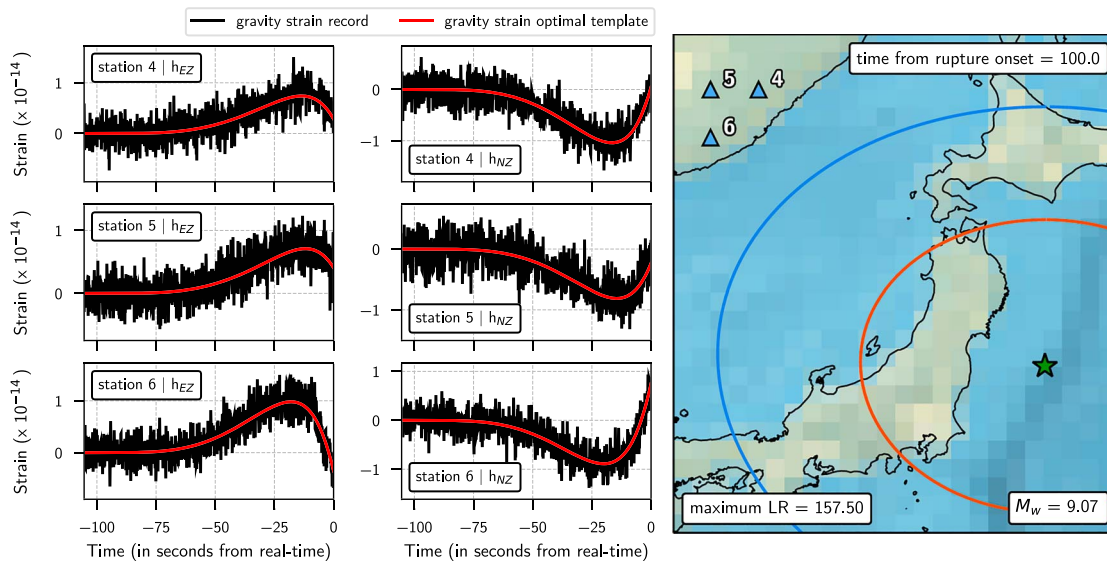 gravity strain record
gravity strain optimal template
station 4 | h_EZ
station 4 | h_NZ
station 5 | h_EZ
station 5 | h_NZ
station 6 | h_EZ
station 6 | h_NZ
Strain (× 10⁻¹⁴)
1
0
0
−1
Strain (× 10⁻¹⁴)
1
0
0
−1
Strain (× 10⁻¹⁴)
1
0
1
0
−1
−100 −75 −50 −25 0
−100 −75 −50 −25 0
Time (in seconds from real-time)
Time (in seconds from real-time)
time from rupture onset = 100.0
5 4
6
maximum LR = 157.50
M_w = 9.07